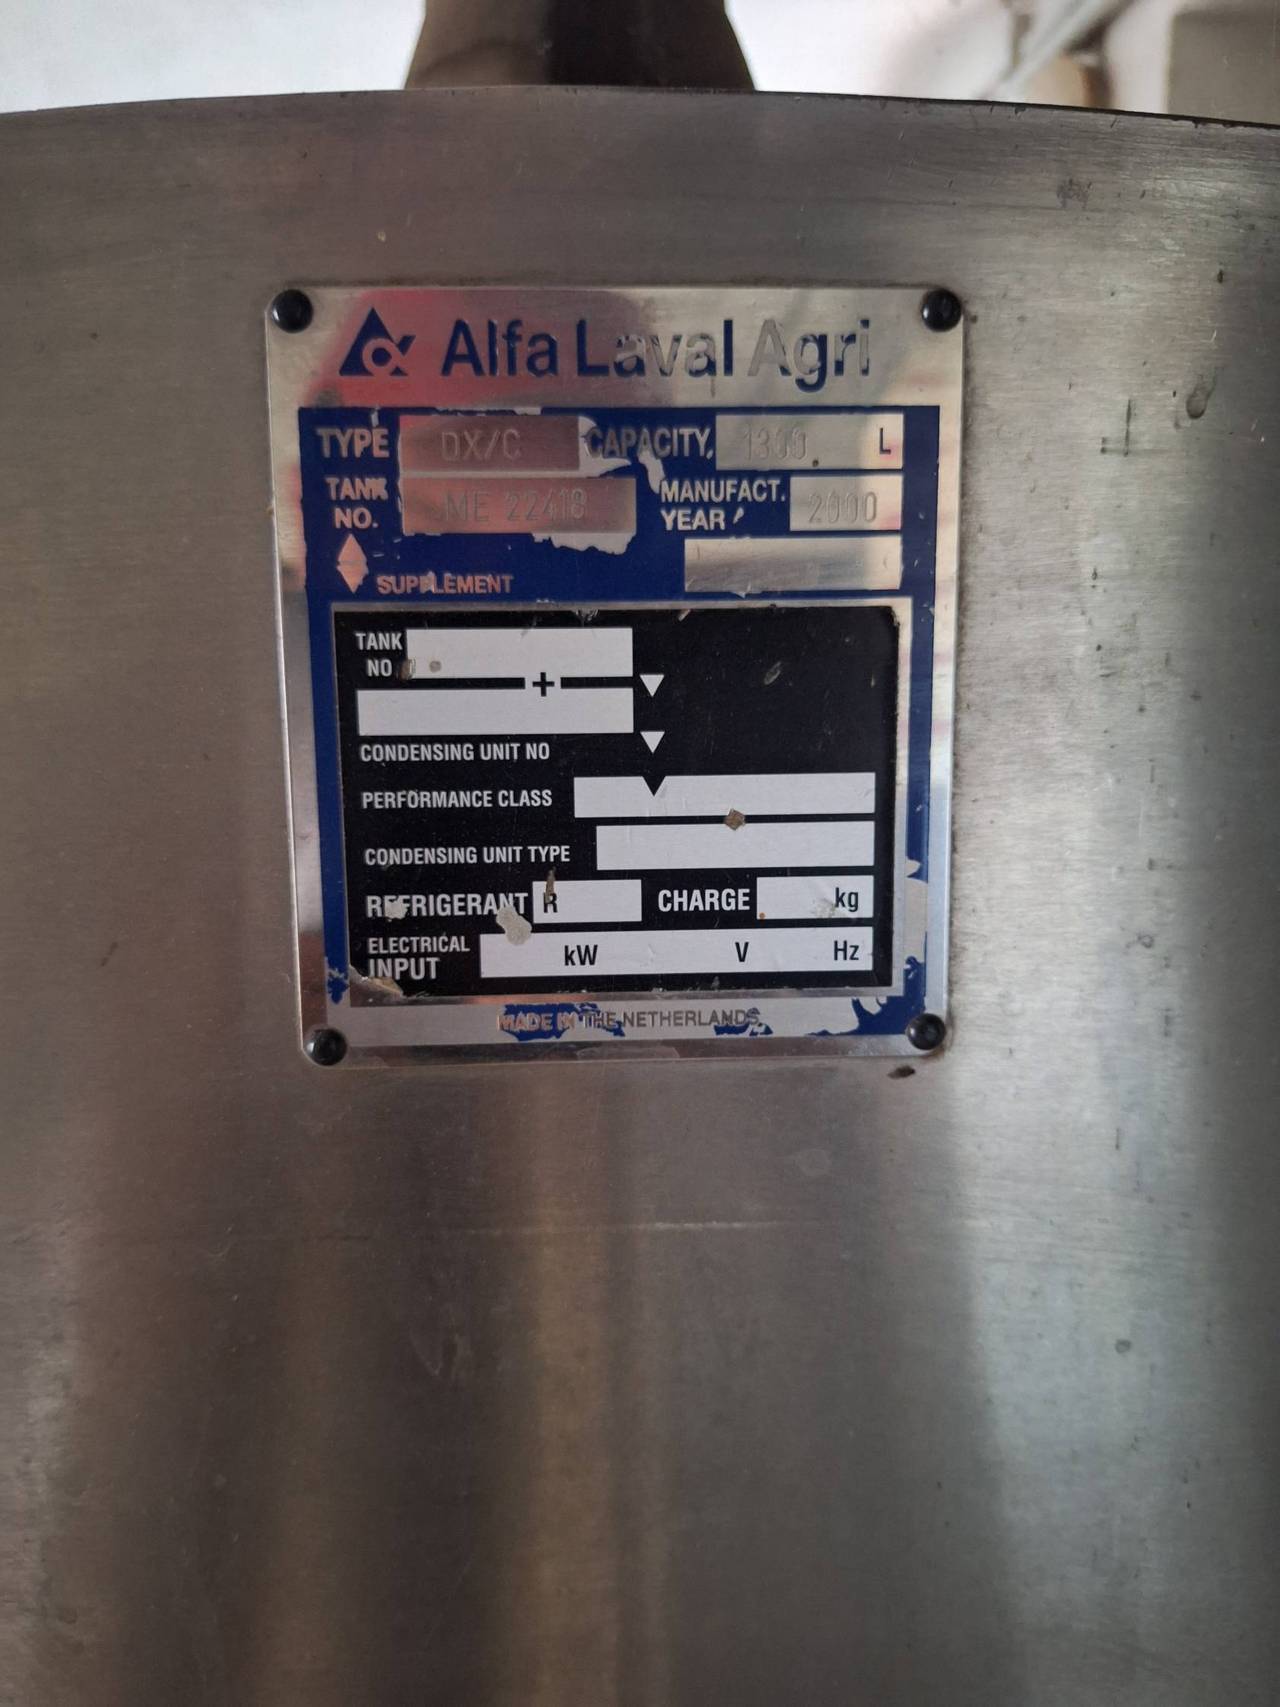 Alfa Laval Agri
TYPE DX/C CAPACITY, 1300 L
TANK NO. ME 22418 MANUFACT. YEAR 2000
SUPPLEMENT
TANK NO
+
CONDENSING UNIT NO
PERFORMANCE CLASS
CONDENSING UNIT TYPE
REFRIGERANT R CHARGE kg
ELECTRICAL INPUT kW V Hz
MADE IN THE NETHERLANDS